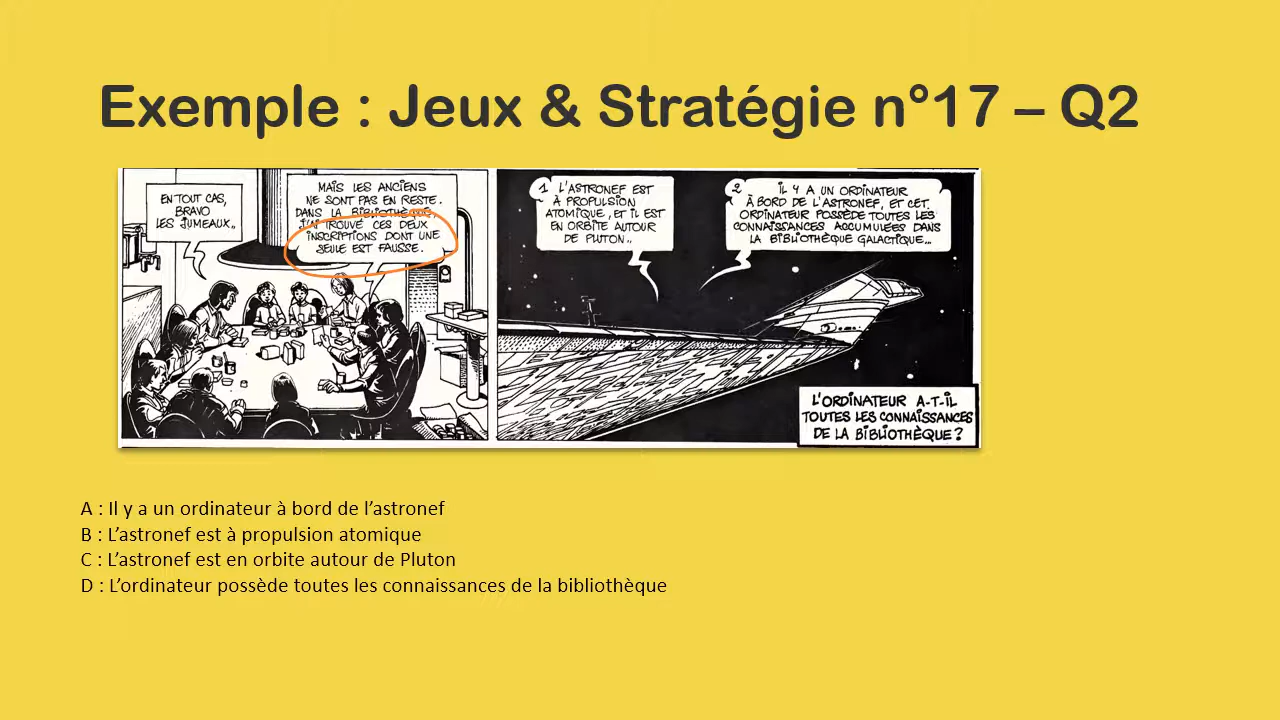 Exemple : Jeux & Stratégie n°17 – Q2
EN TOUT CAS,
BRAVO
LES JUMEAUX..
MAIS LES ANCIENS
NE SONT PAS EN RESTE.
DANS LA BIBLIOTHÈQUE,
J'AI TROUVÉ CES DEUX
INSCRIPTIONS DONT UNE
SEULE EST FAUSSE.
1 L'ASTRONEF EST
À PROPULSION
ATOMIQUE, ET IL EST
EN ORBITE AUTOUR
DE PLUTON..
2 IL Y A UN ORDINATEUR
À BORD DE L'ASTRONEF, ET CET
ORDINATEUR POSSÈDE TOUTES LES
CONNAISSANCES ACCUMULÉES DANS
LA BIBLIOTHÈQUE GALACTIQUE...
L'ORDINATEUR A-T-IL
TOUTES LES CONNAISSANCES
DE LA BIBLIOTHÈQUE ?
A : Il y a un ordinateur à bord de l'astronef
B : L'astronef est à propulsion atomique
C : L'astronef est en orbite autour de Pluton
D : L'ordinateur possède toutes les connaissances de la bibliothèque